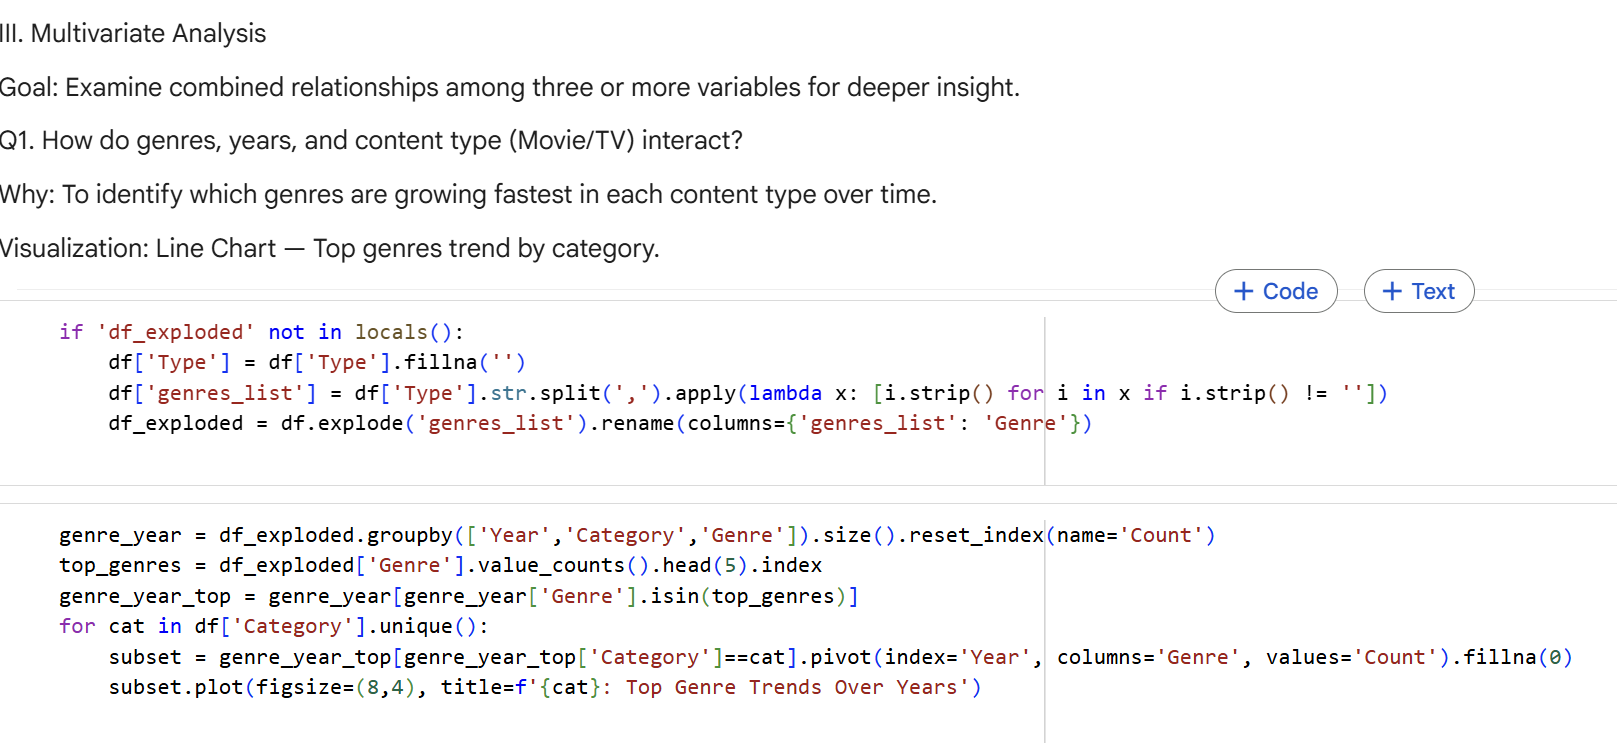 III. Multivariate Analysis
Goal: Examine combined relationships among three or more variables for deeper insight.
Q1. How do genres, years, and content type (Movie/TV) interact?
Why: To identify which genres are growing fastest in each content type over time.
Visualization: Line Chart — Top genres trend by category.
+ Code + Text
if 'df_exploded' not in locals():
    df['Type'] = df['Type'].fillna('')
    df['genres_list'] = df['Type'].str.split(',').apply(lambda x: [i.strip() for i in x if i.strip() != ''])
    df_exploded = df.explode('genres_list').rename(columns={'genres_list': 'Genre'})
genre_year = df_exploded.groupby(['Year','Category','Genre']).size().reset_index(name='Count')
top_genres = df_exploded['Genre'].value_counts().head(5).index
genre_year_top = genre_year[genre_year['Genre'].isin(top_genres)]
for cat in df['Category'].unique():
    subset = genre_year_top[genre_year_top['Category']==cat].pivot(index='Year', columns='Genre', values='Count').fillna(0)
    subset.plot(figsize=(8,4), title=f'{cat}: Top Genre Trends Over Years')